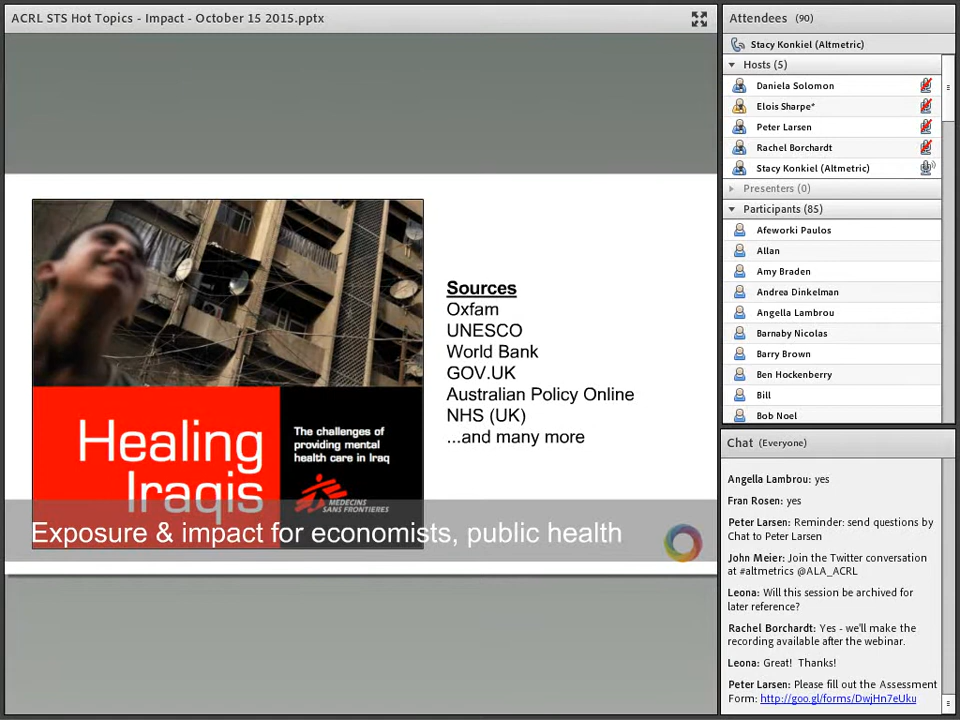 ACRL STS Hot Topics - Impact - October 15 2015.pptx
Healing
Iraqis
The challenges of
providing mental
health care in Iraq
MEDECINS
SANS FRONTIERES
Sources
Oxfam
UNESCO
World Bank
GOV.UK
Australian Policy Online
NHS (UK)
...and many more
Exposure & impact for economists, public health
Attendees (90)
Stacy Konkiel (Altmetric)
Hosts (5)
Daniela Solomon
Elois Sharpe*
Peter Larsen
Rachel Borchardt
Stacy Konkiel (Altmetric)
Presenters (0)
Participants (85)
Afeworki Paulos
Allan
Amy Braden
Andrea Dinkelman
Angella Lambrou
Barnaby Nicolas
Barry Brown
Ben Hockenberry
Bill
Bob Noel
Chat (Everyone)
Angella Lambrou: yes
Fran Rosen: yes
Peter Larsen: Reminder: send questions by
Chat to Peter Larsen
John Meier: Join the Twitter conversation
at #altmetrics @ALA_ACRL
Leona: Will this session be archived for
later reference?
Rachel Borchardt: Yes - we'll make the
recording available after the webinar.
Leona: Great!  Thanks!
Peter Larsen: Please fill out the Assessment
Form: http://goo.gl/forms/DwjHn7eUku